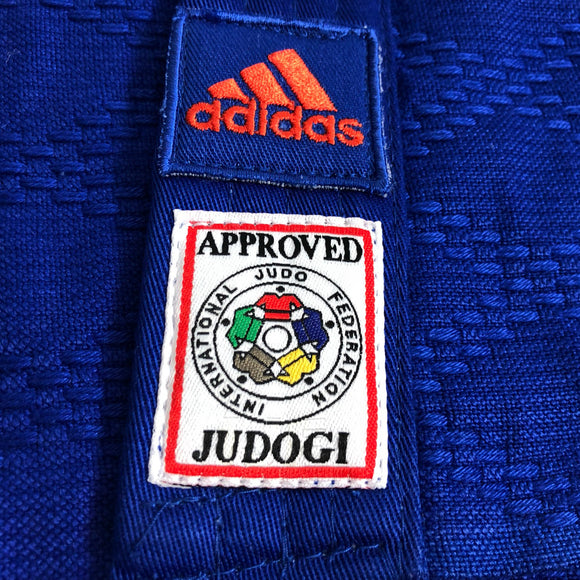 adidas
APPROVED
INTERNATIONAL JUDO FEDERATION
JUDOGI